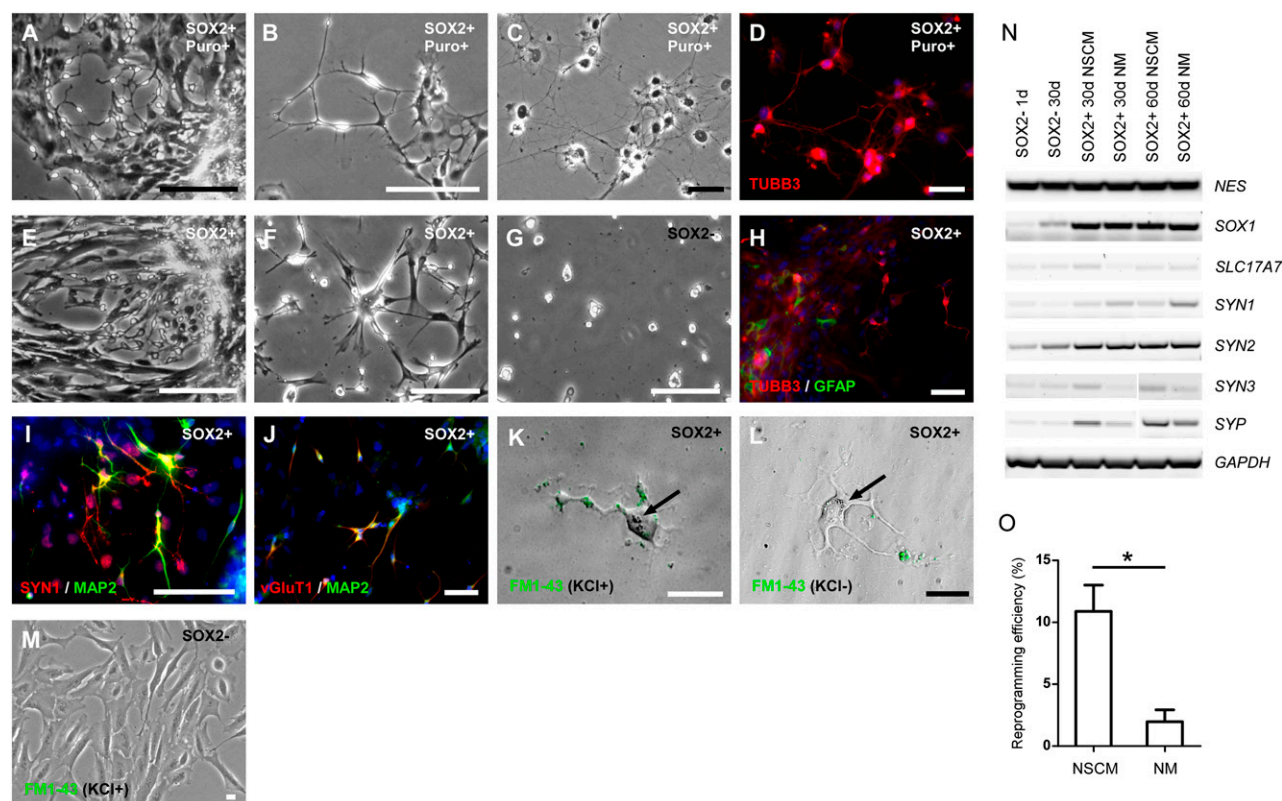 A
SOX2+
Puro+
B
SOX2+
Puro+
C
SOX2+
Puro+
D
SOX2+
Puro+
TUBB3
E
SOX2+
F
SOX2+
G
SOX2-
H
SOX2+
TUBB3 / GFAP
I
SOX2+
SYN1 / MAP2
J
SOX2+
vGluT1 / MAP2
K
SOX2+
FM1-43 (KCl+)
L
SOX2+
FM1-43 (KCl-)
M
SOX2-
FM1-43 (KCl+)
N
SOX2- 1d
SOX2- 30d
SOX2+ 30d NSCM
SOX2+ 30d NM
SOX2+ 60d NSCM
SOX2+ 60d NM
NES
SOX1
SLC17A7
SYN1
SYN2
SYN3
SYP
GAPDH
O
Reprogramming efficiency (%)
15
10
5
0
*
NSCM
NM